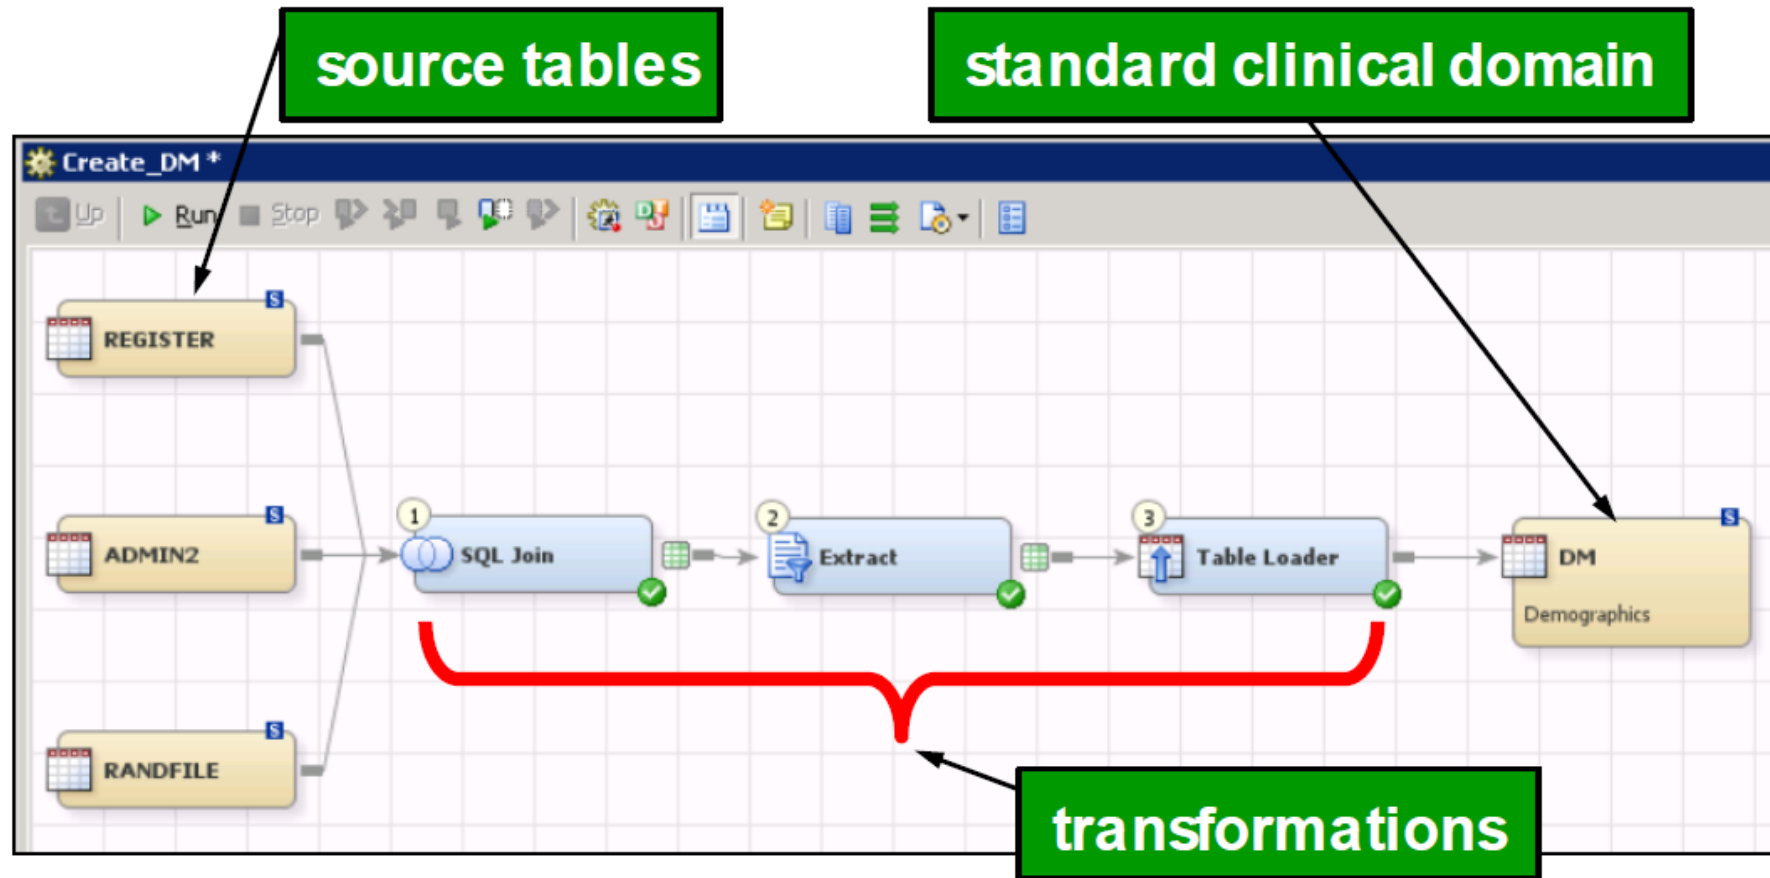 source tables
standard clinical domain
Create_DM *
Up Run Stop
S
REGISTER
S
ADMIN2
1
SQL Join
2
Extract
3
Table Loader
S
DM
Demographics
S
RANDFILE
transformations